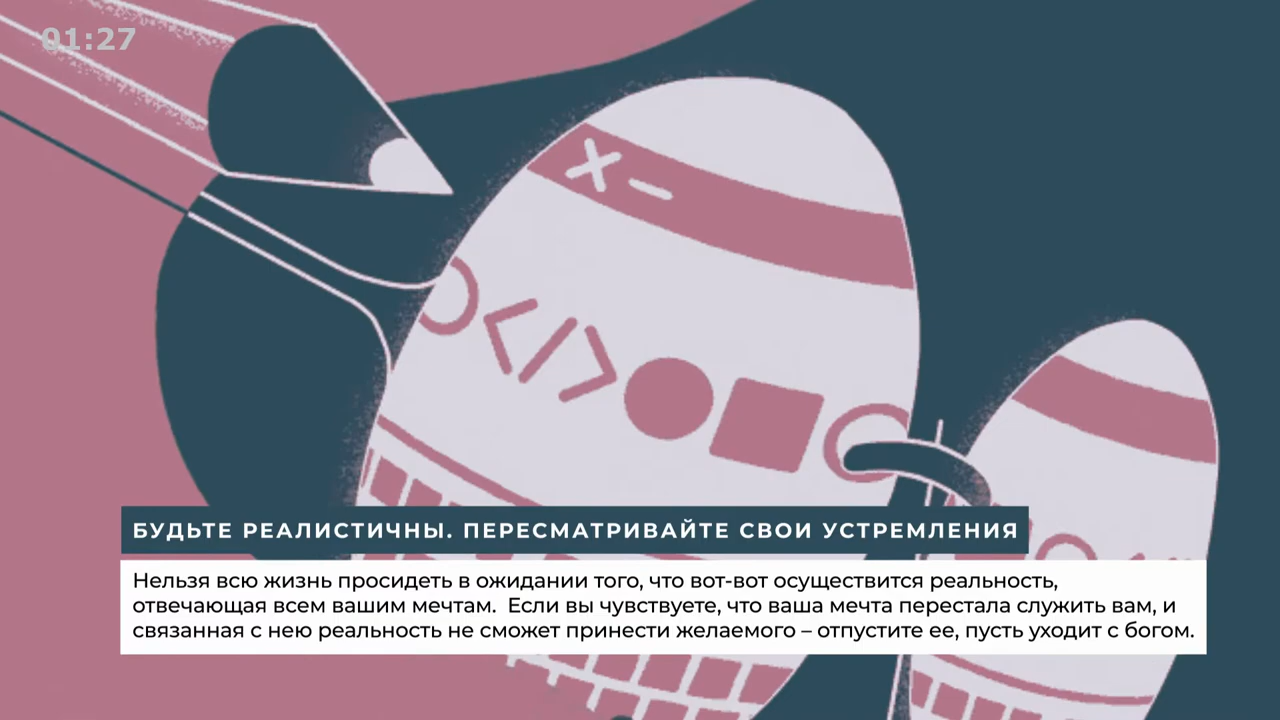 01:27
x –
</>
БУДЬТЕ РЕАЛИСТИЧНЫ. ПЕРЕСМАТРИВАЙТЕ СВОИ УСТРЕМЛЕНИЯ
Нельзя всю жизнь просидеть в ожидании того, что вот-вот осуществится реальность,
отвечающая всем вашим мечтам.  Если вы чувствуете, что ваша мечта перестала служить вам, и
связанная с нею реальность не сможет принести желаемого – отпустите ее, пусть уходит с богом.